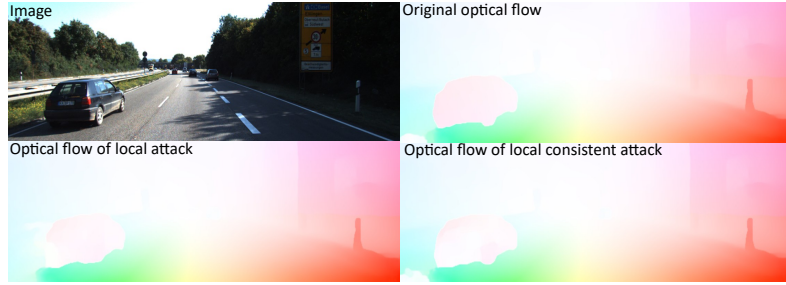 Image
Original optical flow
Optical flow of local attack
Optical flow of local consistent attack